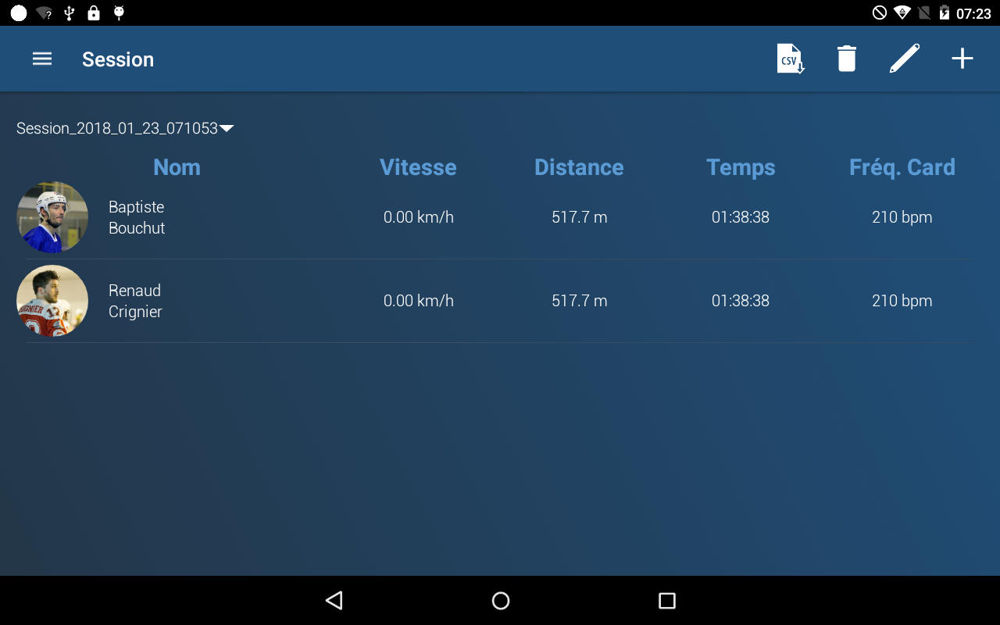 07:23
Session
CSV
Session_2018_01_23_071053
Nom Vitesse Distance Temps Fréq. Card
Baptiste
Bouchut
0.00 km/h 517.7 m 01:38:38 210 bpm
Renaud
Crignier
0.00 km/h 517.7 m 01:38:38 210 bpm